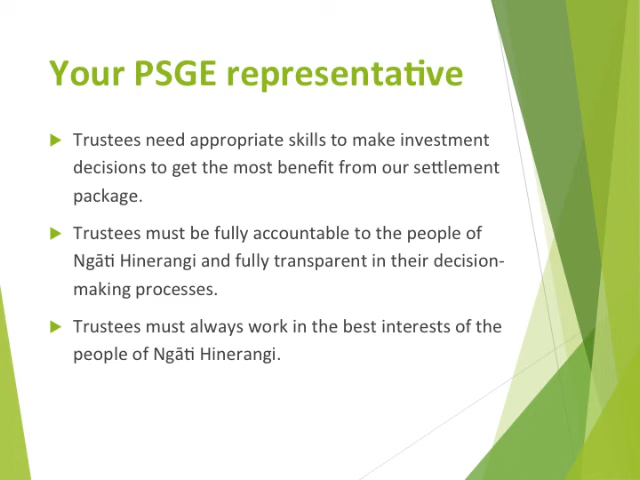 Your PSGE representative
Trustees need appropriate skills to make investment
decisions to get the most benefit from our settlement
package.
Trustees must be fully accountable to the people of
Ngāti Hinerangi and fully transparent in their decision-
making processes.
Trustees must always work in the best interests of the
people of Ngāti Hinerangi.